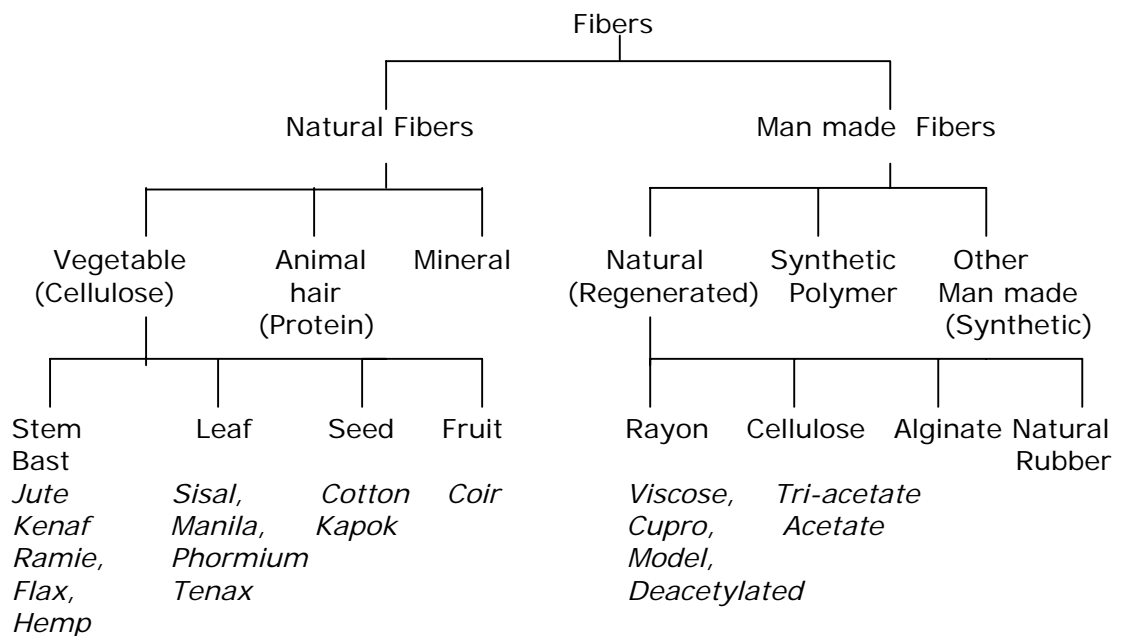 Fibers
Natural Fibers
Man made Fibers
Vegetable
(Cellulose)
Animal
hair
(Protein)
Mineral
Natural
(Regenerated)
Synthetic
Polymer
Other
Man made
(Synthetic)
Stem
Bast
Jute
Kenaf
Ramie,
Flax,
Hemp
Leaf
Sisal,
Manila,
Phormium
Tenax
Seed
Cotton
Kapok
Fruit
Coir
Rayon
Viscose,
Cupro,
Model,
Deacetylated
Cellulose
Tri-acetate
Acetate
Alginate
Natural
Rubber